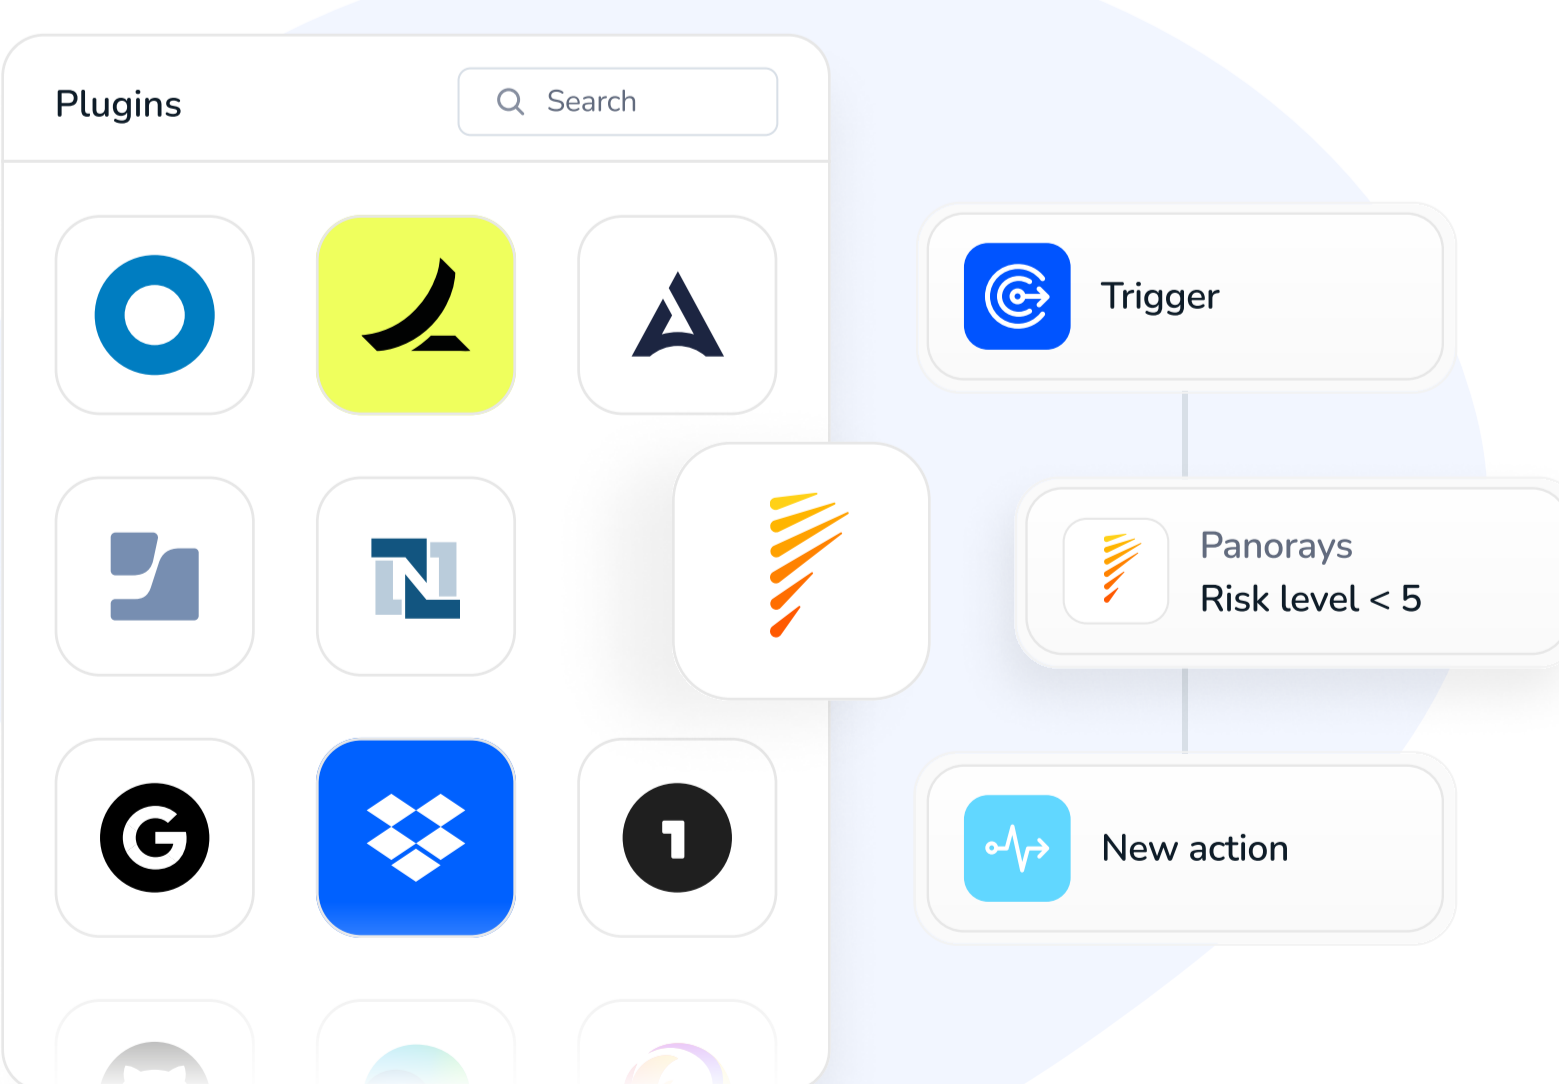 Plugins
Search
Trigger
Panorays
Risk level < 5
New action